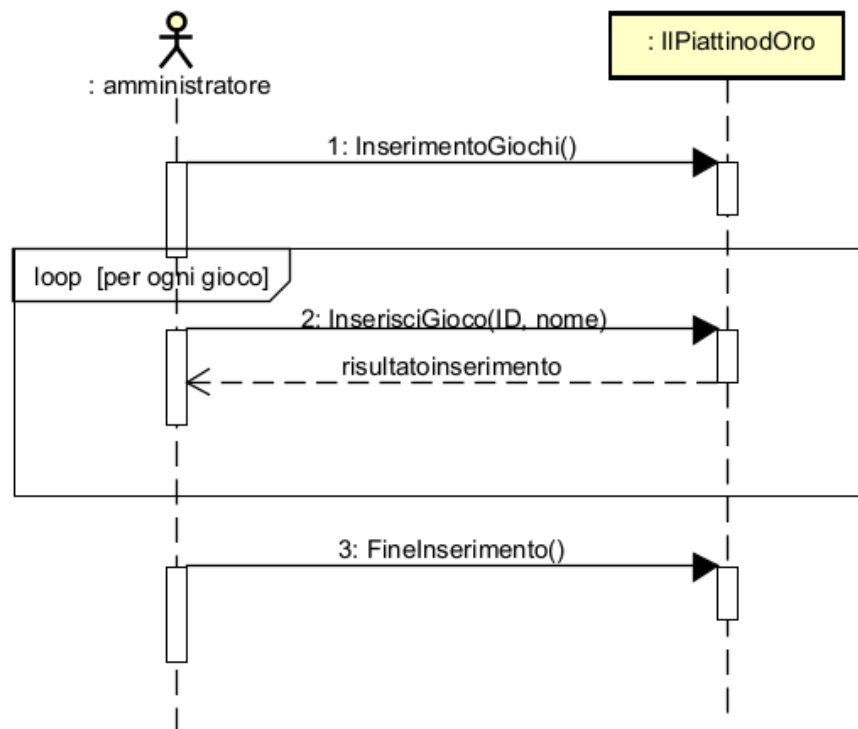 : amministratore
: IlPiattinodOro
1: InserimentoGiochi()
loop [per ogni gioco]
2: InserisciGioco(ID, nome)
risultatoinserimento
3: FineInserimento()